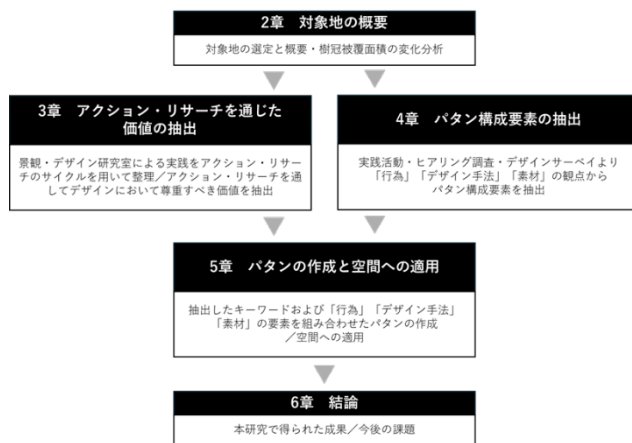 2章　対象地の概要
対象地の選定と概要・樹冠被覆面積の変化分析
3章　アクション・リサーチを通じた
価値の抽出
景観・デザイン研究室による実践をアクション・リサー
チのサイクルを用いて整理／アクション・リサーチを通
してデザインにおいて尊重すべき価値を抽出
4章　パタン構成要素の抽出
実践活動・ヒアリング調査・デザインサーベイより
「行為」「デザイン手法」「素材」の観点から
パタン構成要素を抽出
5章　パタンの作成と空間への適用
抽出したキーワードおよび「行為」「デザイン手法」
「素材」の要素を組み合わせたパタンの作成
／空間への適用
6章　結論
本研究で得られた成果／今後の課題